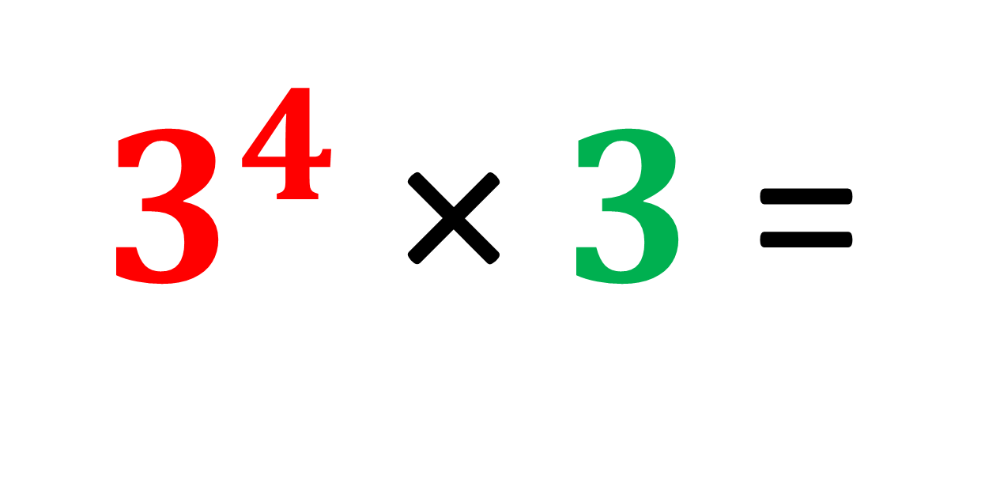 3⁴ × 3 =